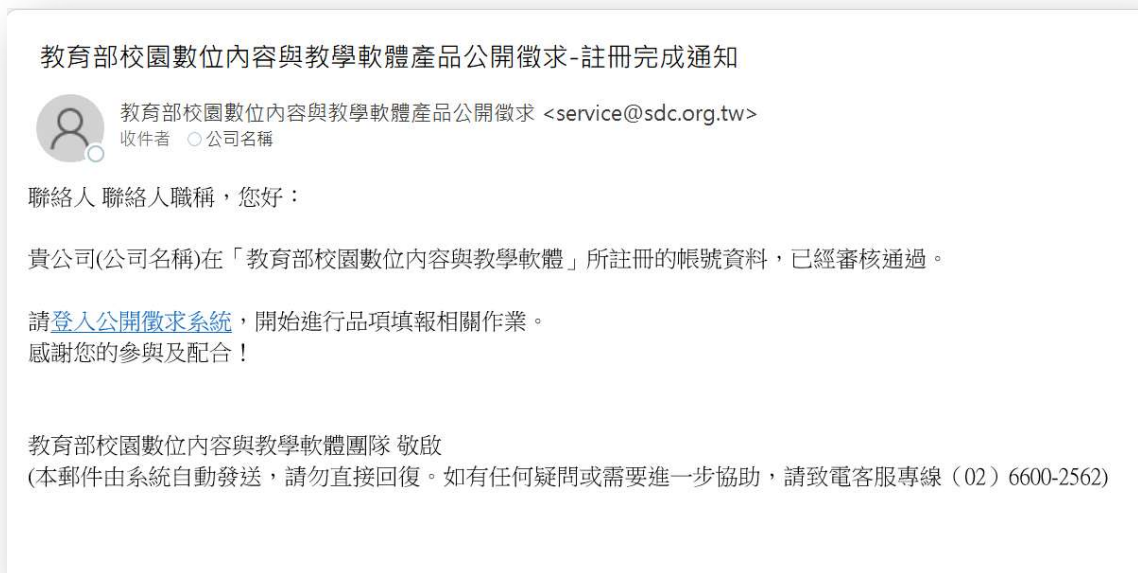 教育部校園數位內容與教學軟體產品公開徵求-註冊完成通知
教育部校園數位內容與教學軟體產品公開徵求 <service@sdc.org.tw>
收件者 公司名稱
聯絡人 聯絡人職稱，您好：
貴公司(公司名稱)在「教育部校園數位內容與教學軟體」所註冊的帳號資料，已經審核通過。
請登入公開徵求系統，開始進行品項填報相關作業。
感謝您的參與及配合！
教育部校園數位內容與教學軟體團隊 敬啟
(本郵件由系統自動發送，請勿直接回復。如有任何疑問或需要進一步協助，請致電客服專線（02）6600-2562)